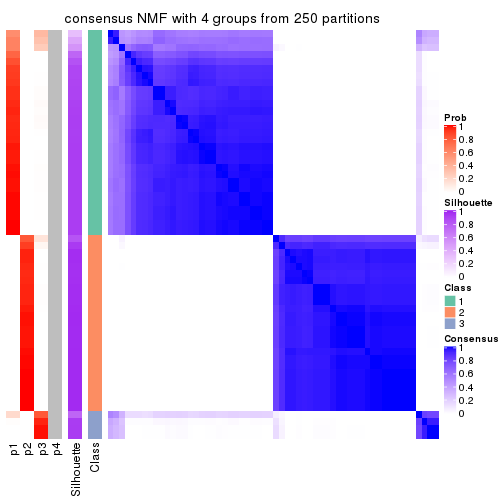 consensus NMF with 4 groups from 250 partitions
Prob
1
0.8
0.6
0.4
0.2
0
Silhouette
1
0.8
0.6
0.4
0.2
0
Class
1
2
3
Consensus
1
0.8
0.6
0.4
0.2
0
p1
p2
p3
p4
Silhouette
Class